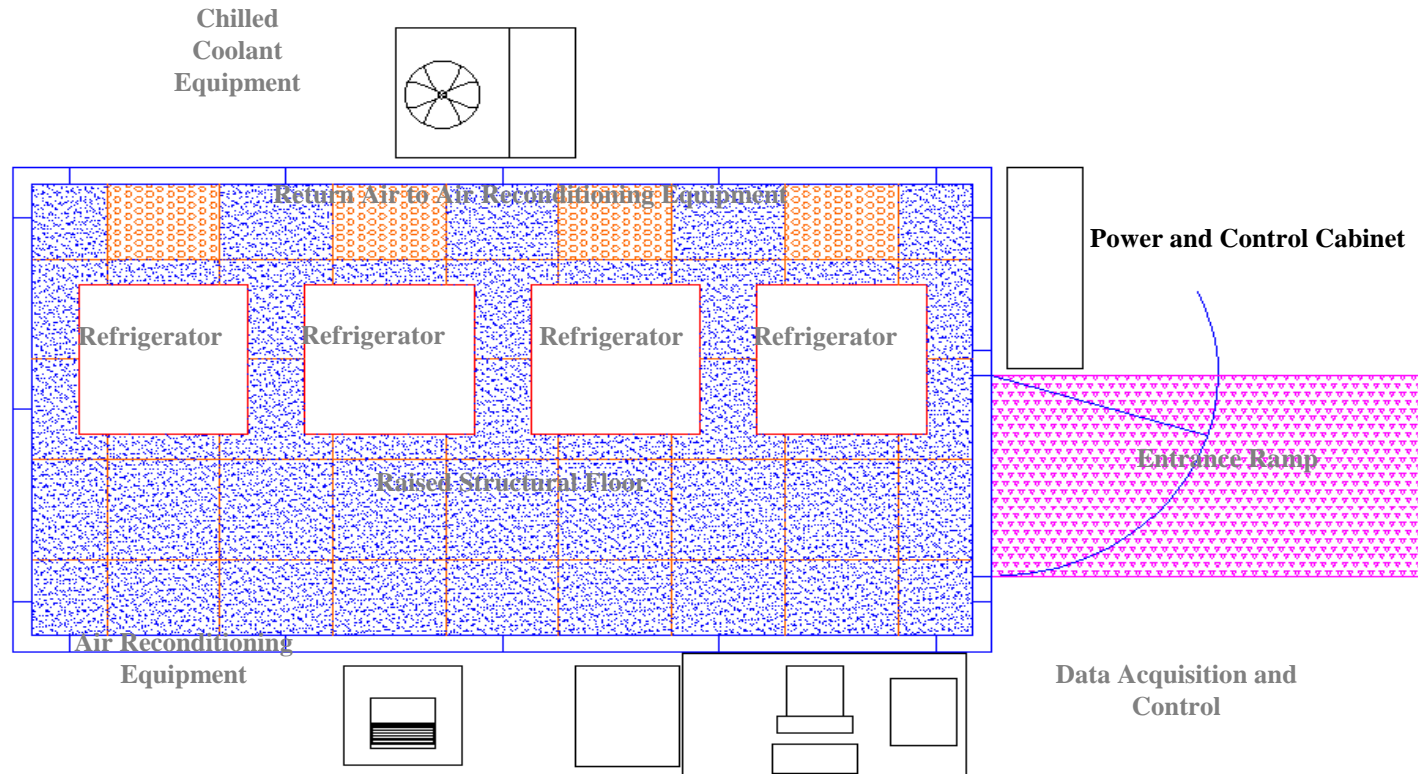 Chilled
Coolant
Equipment
Return Air to Air Reconditioning Equipment
Power and Control Cabinet
Refrigerator
Refrigerator
Refrigerator
Refrigerator
Entrance Ramp
Raised Structural Floor
Air Reconditioning
Equipment
Data Acquisition and
Control